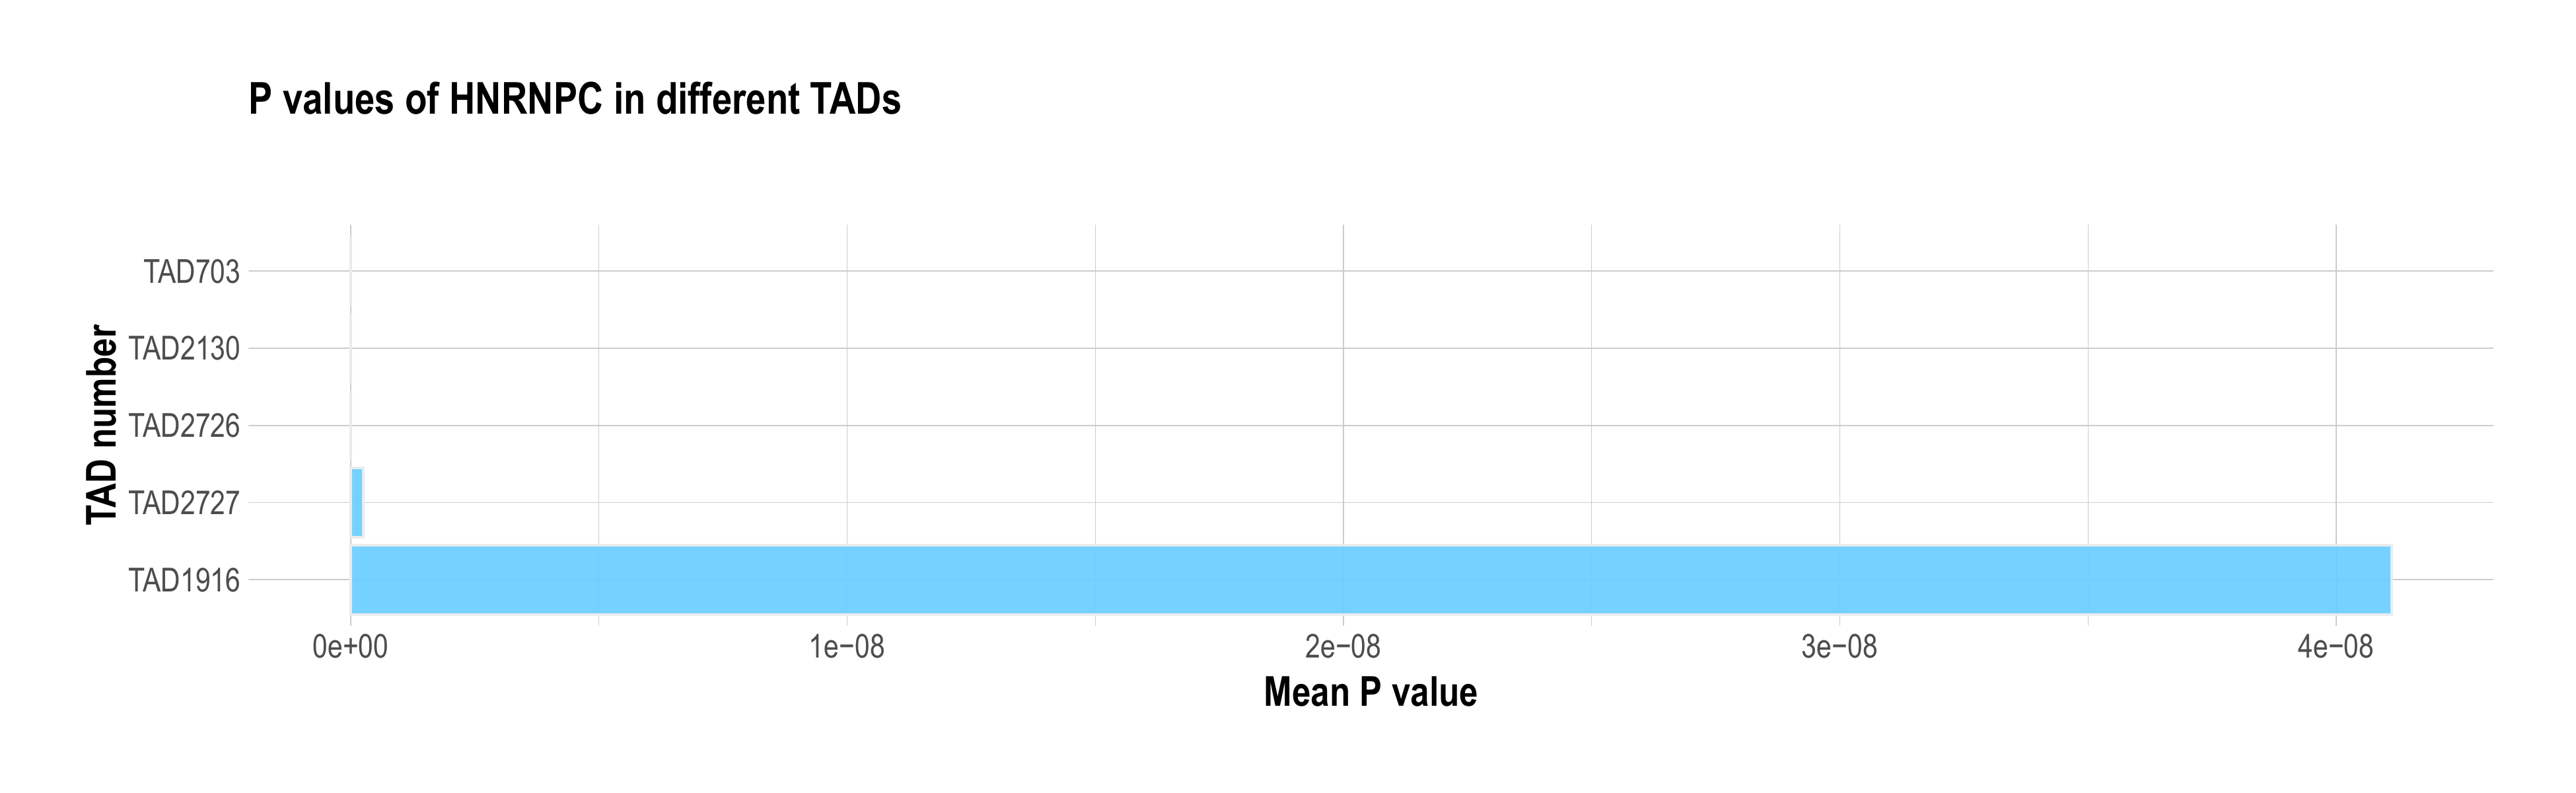 P values of HNRNPC in different TADs
TAD number
TAD703
TAD2130
TAD2726
TAD2727
TAD1916
0e+00 1e−08 2e−08 3e−08 4e−08
Mean P value